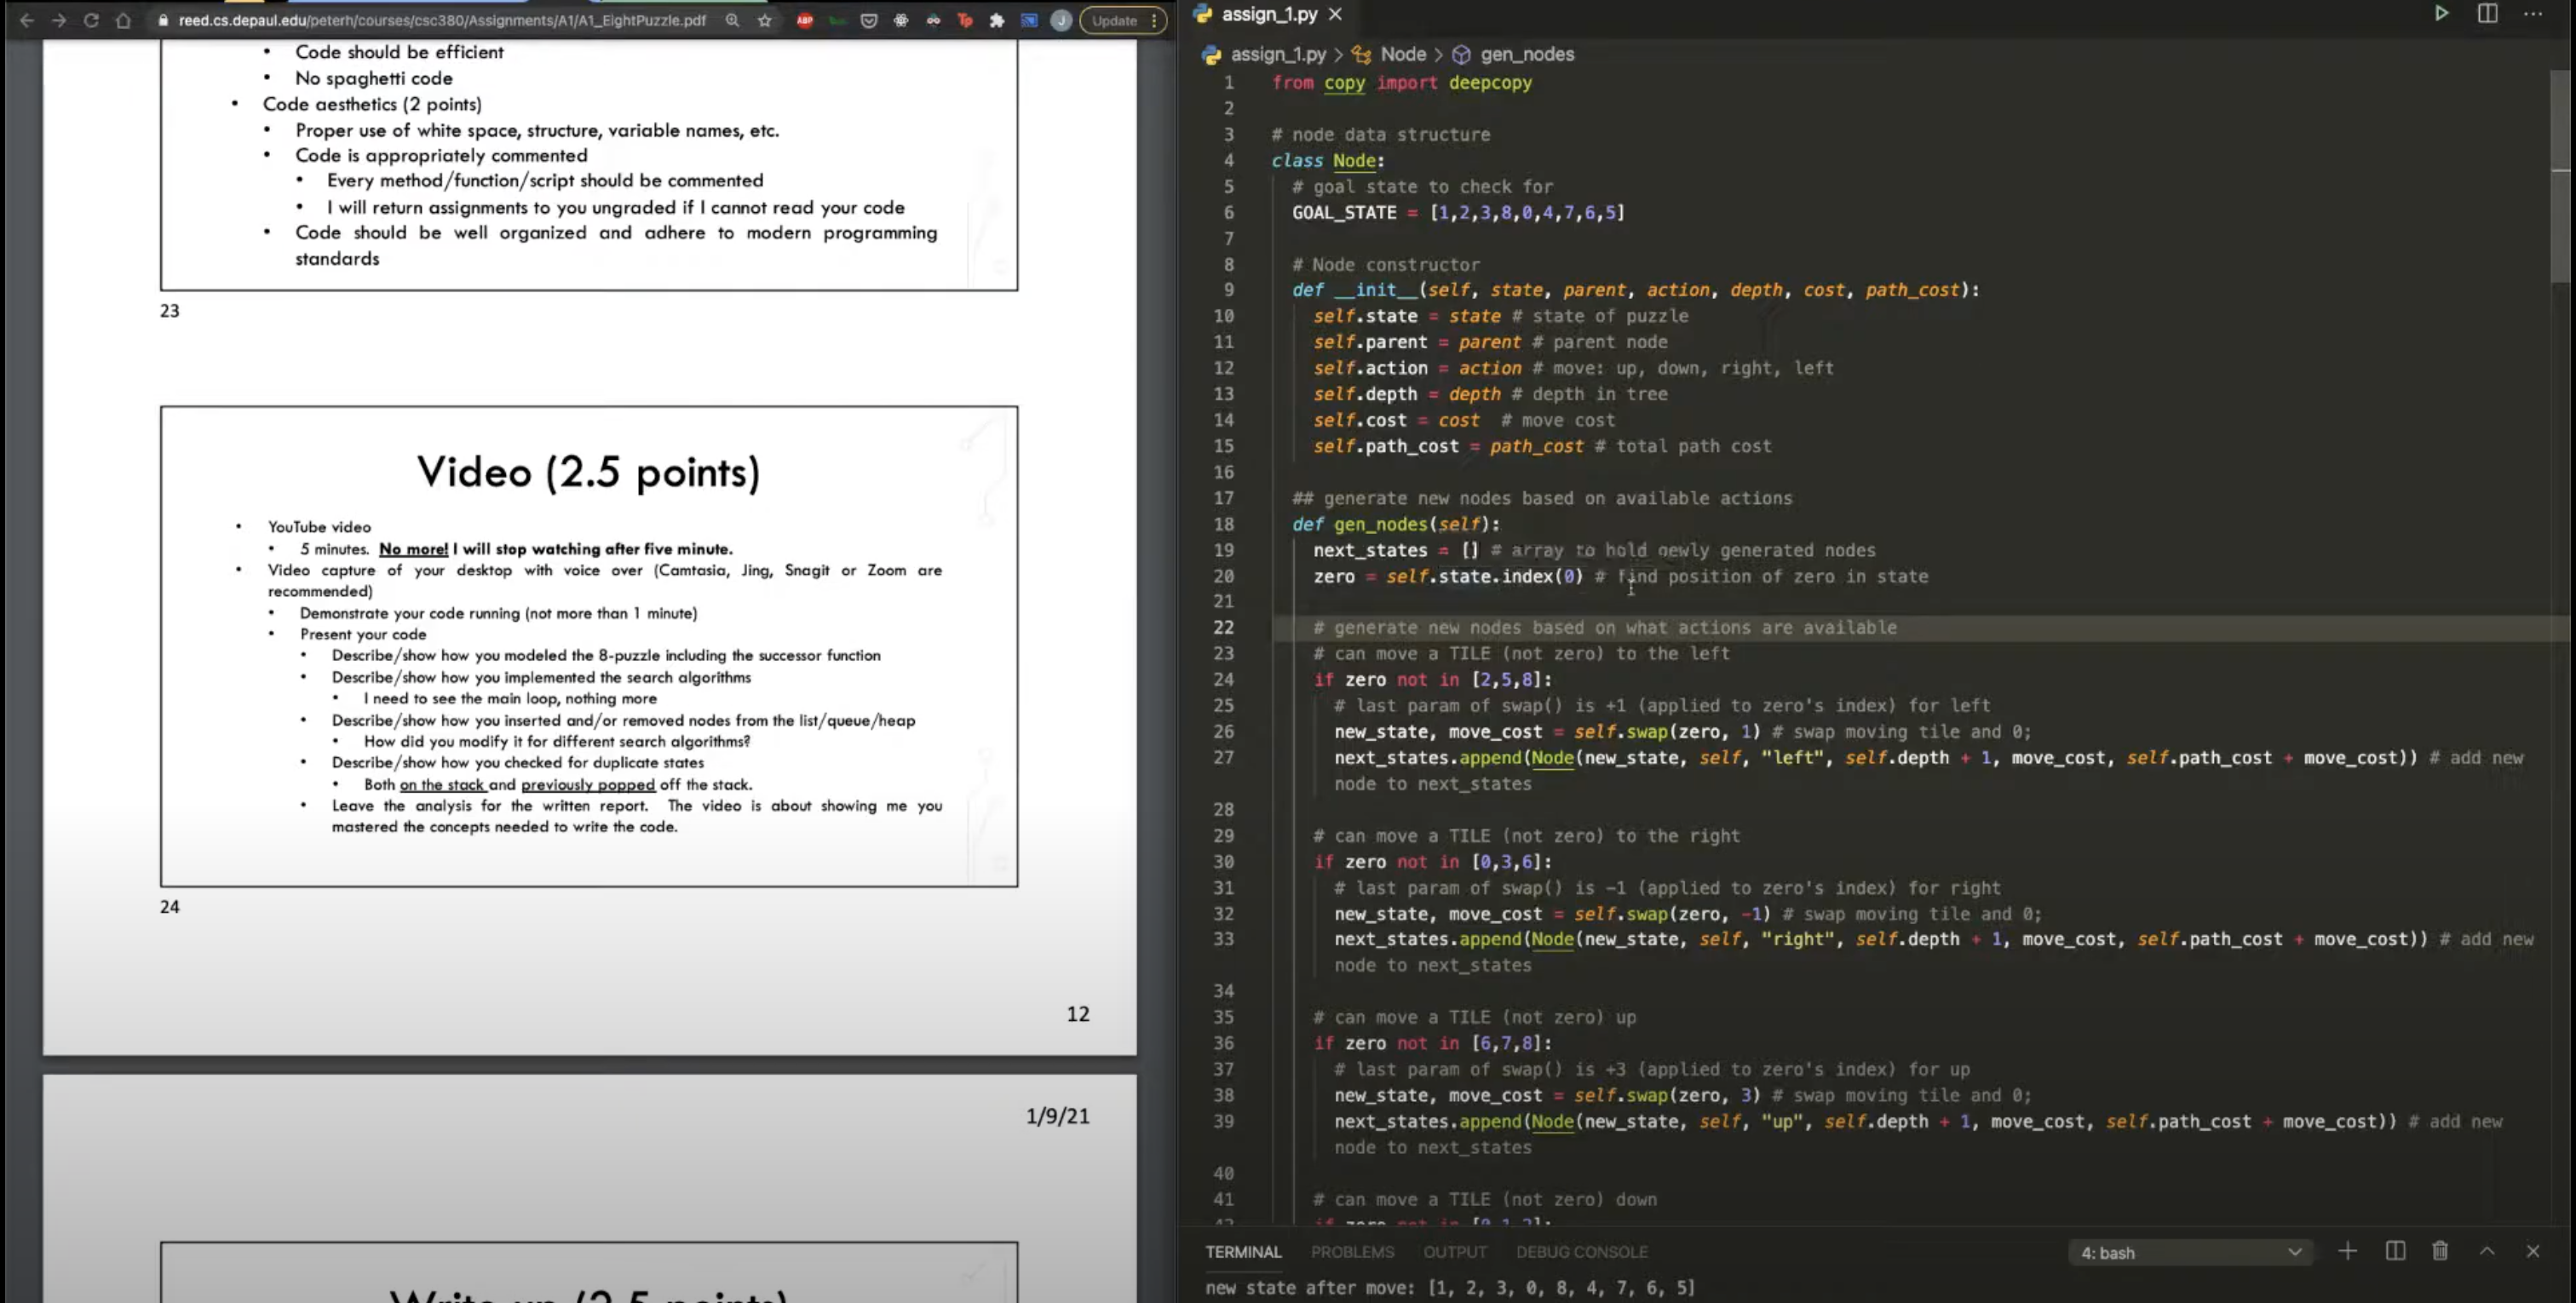 reed.cs.depaul.edu/peterh/courses/csc380/Assignments/A1/A1_EightPuzzle.pdf
ABP
Tp
J
Update
• Code should be efficient
• No spaghetti code
• Code aesthetics (2 points)
• Proper use of white space, structure, variable names, etc.
• Code is appropriately commented
• Every method/function/script should be commented
• I will return assignments to you ungraded if I cannot read your code
• Code should be well organized and adhere to modern programming
standards
23
Video (2.5 points)
• YouTube video
• 5 minutes. No more! I will stop watching after five minute.
• Video capture of your desktop with voice over (Camtasia, Jing, Snagit or Zoom are
recommended)
• Demonstrate your code running (not more than 1 minute)
• Present your code
• Describe/show how you modeled the 8-puzzle including the successor function
• Describe/show how you implemented the search algorithms
• I need to see the main loop, nothing more
• Describe/show how you inserted and/or removed nodes from the list/queue/heap
• How did you modify it for different search algorithms?
• Describe/show how you checked for duplicate states
• Both on the stack and previously popped off the stack.
• Leave the analysis for the written report. The video is about showing me you
mastered the concepts needed to write the code.
24
12
1/9/21
assign_1.py
assign_1.py > Node > gen_nodes
1 from copy import deepcopy
2
3 # node data structure
4 class Node:
5 # goal state to check for
6 GOAL_STATE = [1,2,3,8,0,4,7,6,5]
7
8 # Node constructor
9 def __init__(self, state, parent, action, depth, cost, path_cost):
10 self.state = state # state of puzzle
11 self.parent = parent # parent node
12 self.action = action # move: up, down, right, left
13 self.depth = depth # depth in tree
14 self.cost = cost # move cost
15 self.path_cost = path_cost # total path cost
16
17 ## generate new nodes based on available actions
18 def gen_nodes(self):
19 next_states = [] # array to hold newly generated nodes
20 zero = self.state.index(0) # find position of zero in state
21
22 # generate new nodes based on what actions are available
23 # can move a TILE (not zero) to the left
24 if zero not in [2,5,8]:
25 # last param of swap() is +1 (applied to zero's index) for left
26 new_state, move_cost = self.swap(zero, 1) # swap moving tile and 0;
27 next_states.append(Node(new_state, self, "left", self.depth + 1, move_cost, self.path_cost + move_cost)) # add new
node to next_states
28
29 # can move a TILE (not zero) to the right
30 if zero not in [0,3,6]:
31 # last param of swap() is -1 (applied to zero's index) for right
32 new_state, move_cost = self.swap(zero, -1) # swap moving tile and 0;
33 next_states.append(Node(new_state, self, "right", self.depth + 1, move_cost, self.path_cost + move_cost)) # add new
node to next_states
34
35 # can move a TILE (not zero) up
36 if zero not in [6,7,8]:
37 # last param of swap() is +3 (applied to zero's index) for up
38 new_state, move_cost = self.swap(zero, 3) # swap moving tile and 0;
39 next_states.append(Node(new_state, self, "up", self.depth + 1, move_cost, self.path_cost + move_cost)) # add new
node to next_states
40
41 # can move a TILE (not zero) down
TERMINAL PROBLEMS OUTPUT DEBUG CONSOLE 4: bash
new state after move: [1, 2, 3, 0, 8, 4, 7, 6, 5]